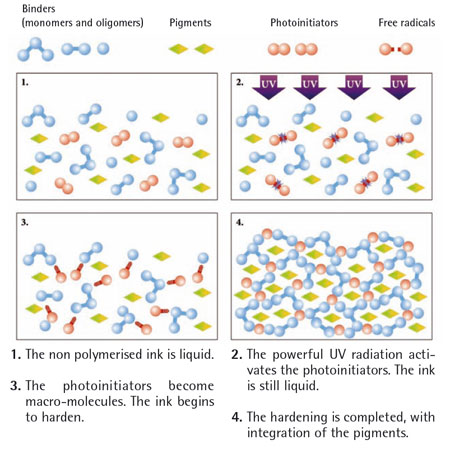 Binders
(monomers and oligomers)
Pigments
Photoinitiators
Free radicals
1.
2.
UV UV UV UV
3.
4.
1. The non polymerised ink is liquid.
2. The powerful UV radiation acti-
vates the photoinitiators. The ink
is still liquid.
3. The photoinitiators become
macro-molecules. The ink begins
to harden.
4. The hardening is completed, with
integration of the pigments.